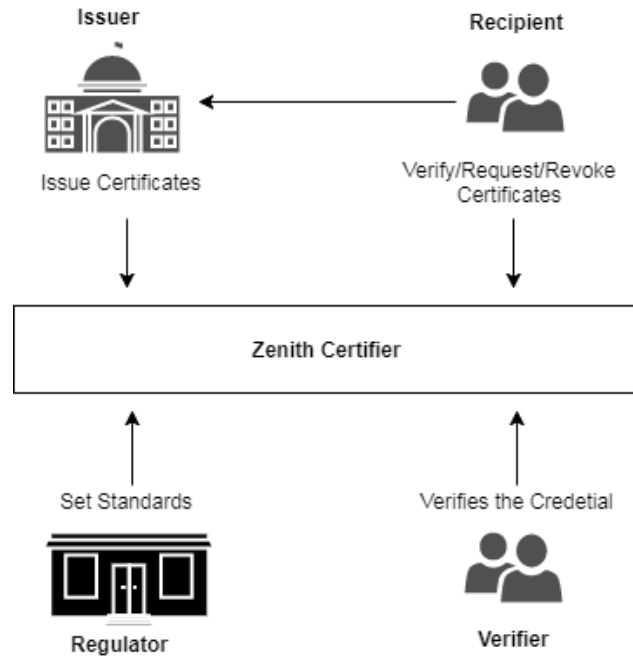 Issuer
Recipient
Issue Certificates
Verify/Request/Revoke
Certificates
Zenith Certifier
Set Standards
Verifies the Credetial
Regulator
Verifier